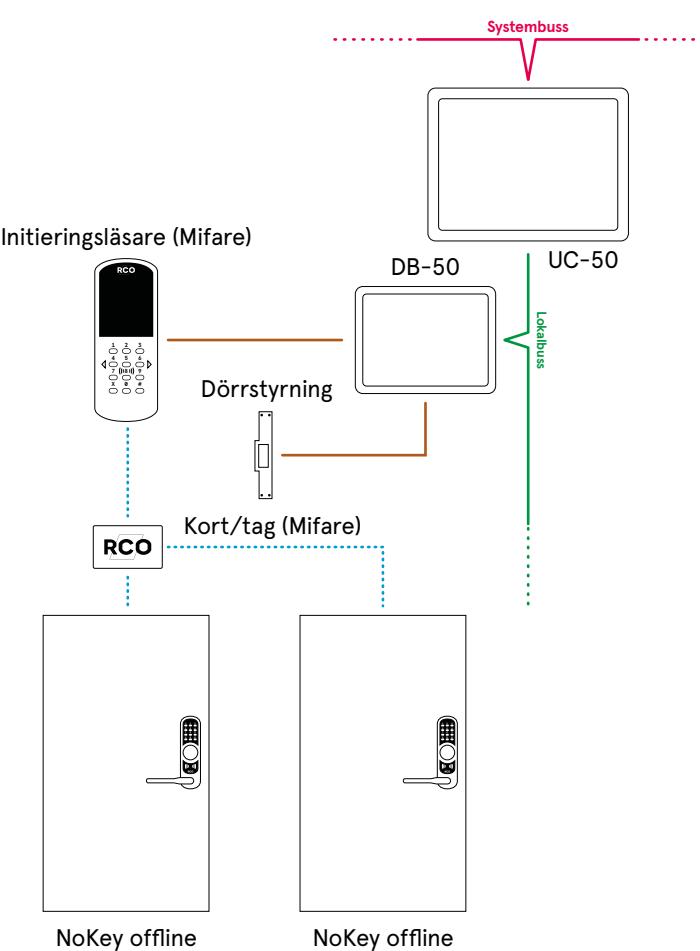 Systembuss
UC-50
Lokalbuss
DB-50
Initieringsläsare (Mifare)
RCO
1 2 3
4 5 6
7 8 9
X 0 #
Dörrstyrning
Kort/tag (Mifare)
RCO
NoKey offline
NoKey offline